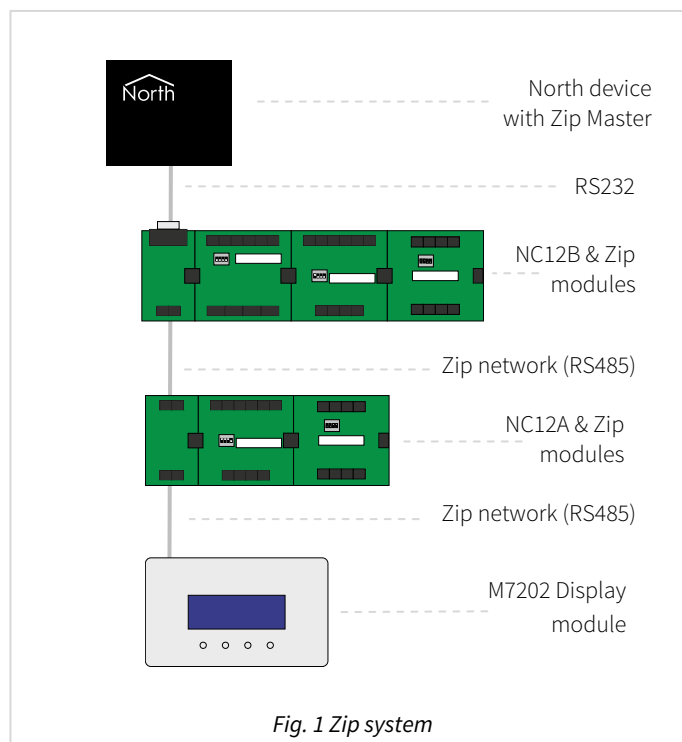 North
North device
with Zip Master
RS232
NC12B & Zip
modules
Zip network (RS485)
NC12A & Zip
modules
Zip network (RS485)
M7202 Display
module
Fig. 1 Zip system